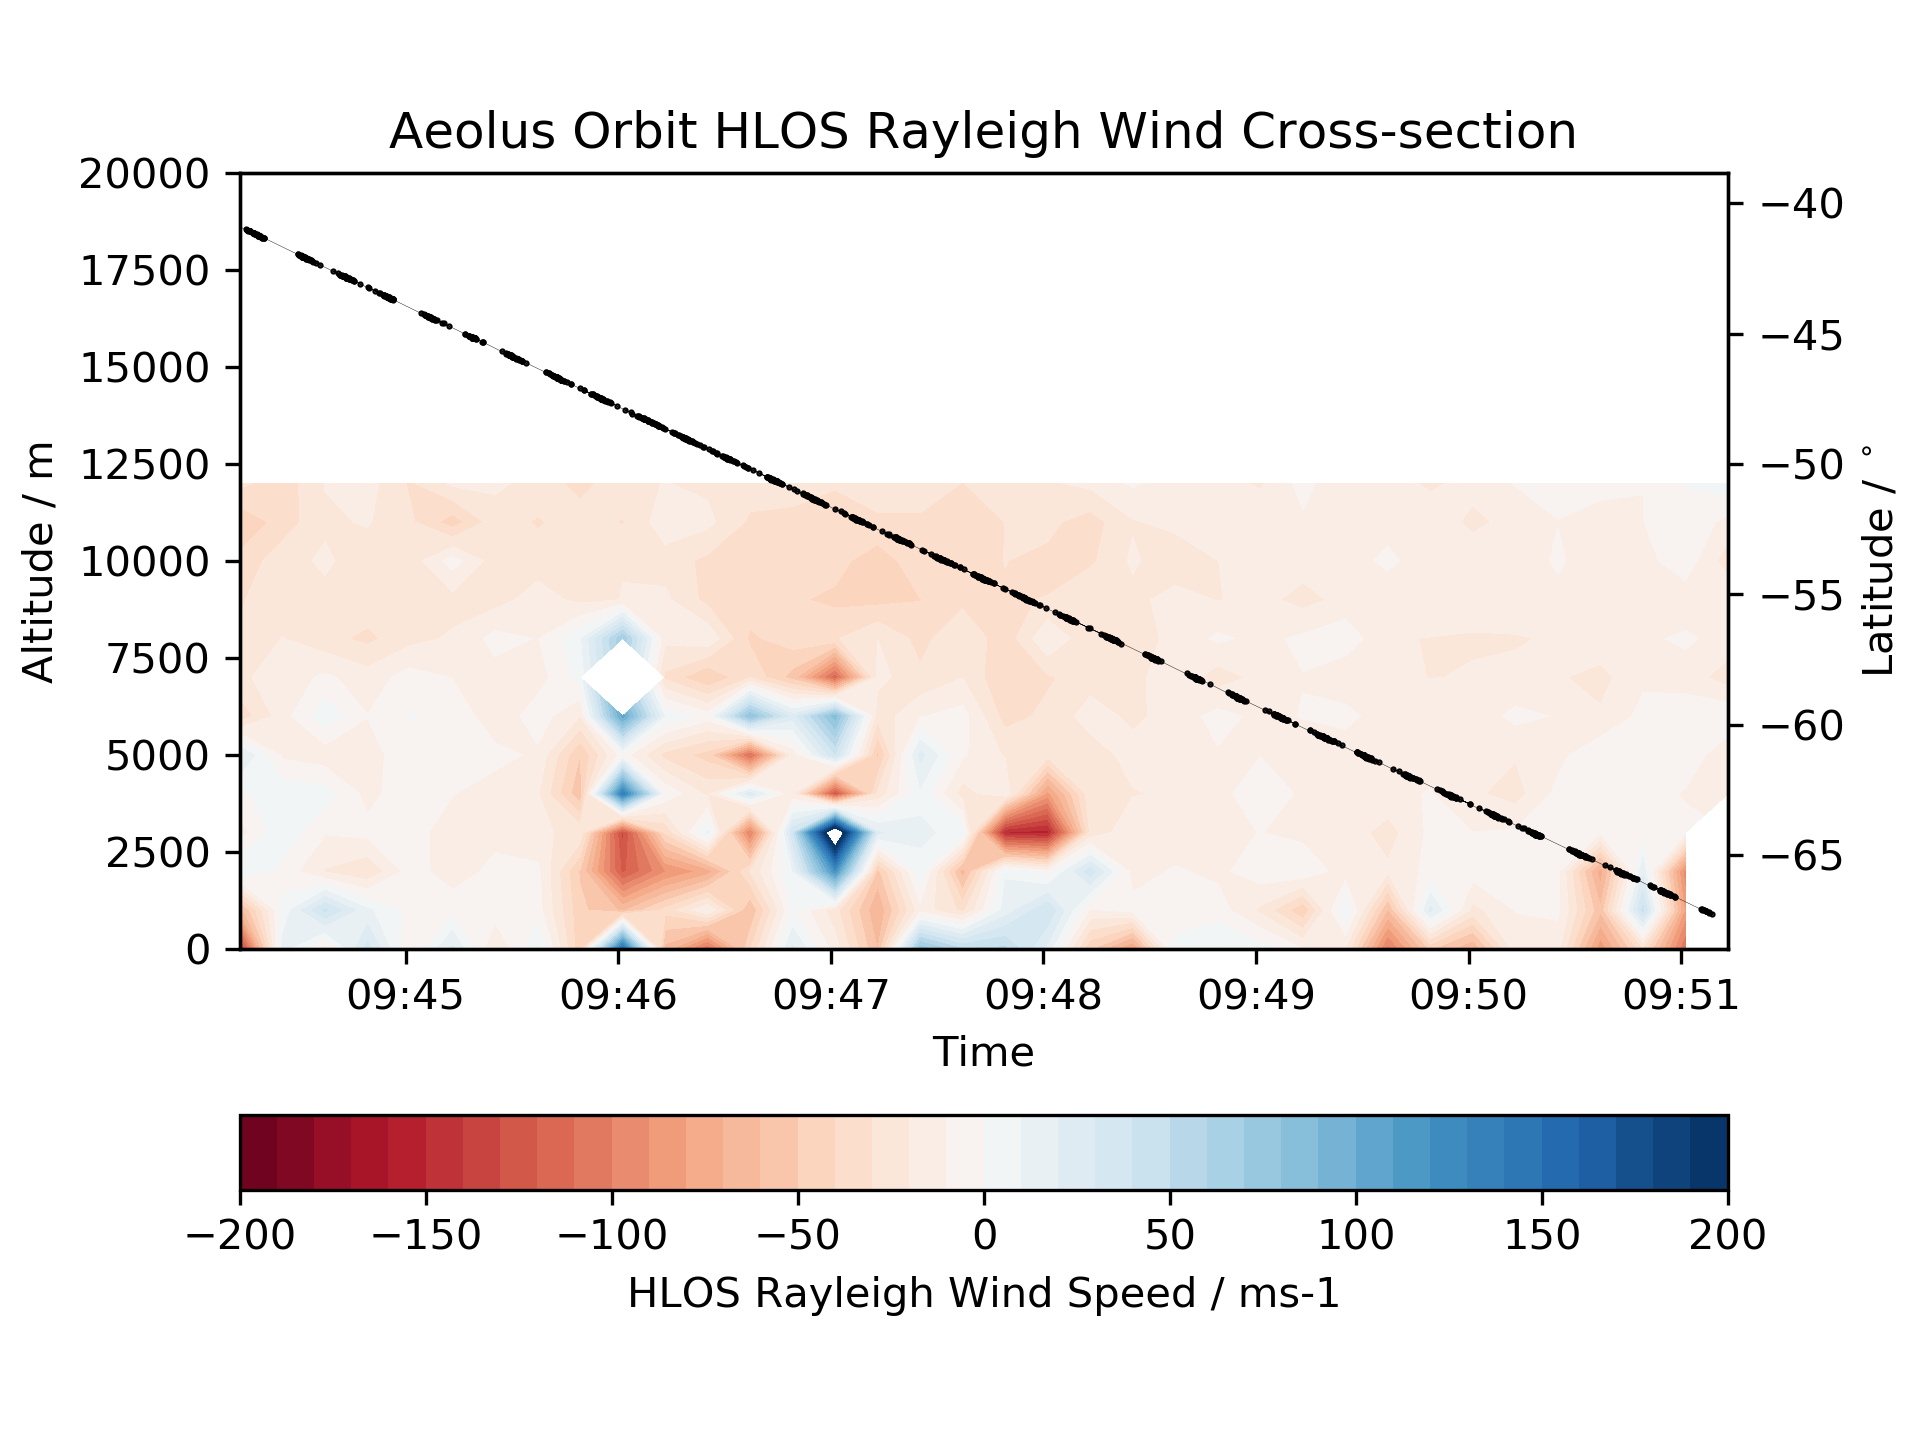 Aeolus Orbit HLOS Rayleigh Wind Cross-section
20000
17500
15000
12500
10000
7500
5000
2500
0
Altitude / m
−40
−45
−50
−55
−60
−65
Latitude / °
09:45 09:46 09:47 09:48 09:49 09:50 09:51
Time
−200 −150 −100 −50 0 50 100 150 200
HLOS Rayleigh Wind Speed / ms-1